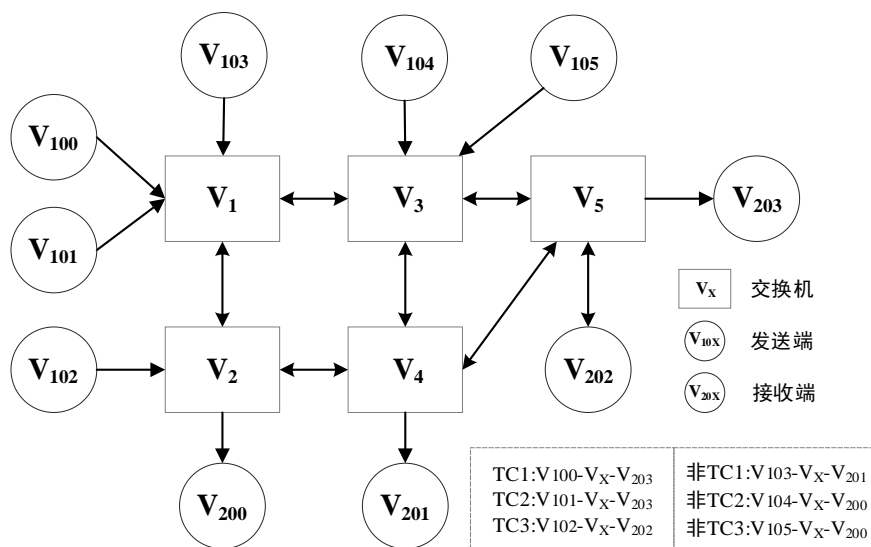 V103 V104 V105
V100
V1 V3 V5 V203
V101
VX 交换机
V102 V2 V4 V202 V10X 发送端
V20X 接收端
V200 V201
TC1:V100-VX-V203
TC2:V101-VX-V203
TC3:V102-VX-V202
非TC1:V103-VX-V201
非TC2:V104-VX-V200
非TC3:V105-VX-V200